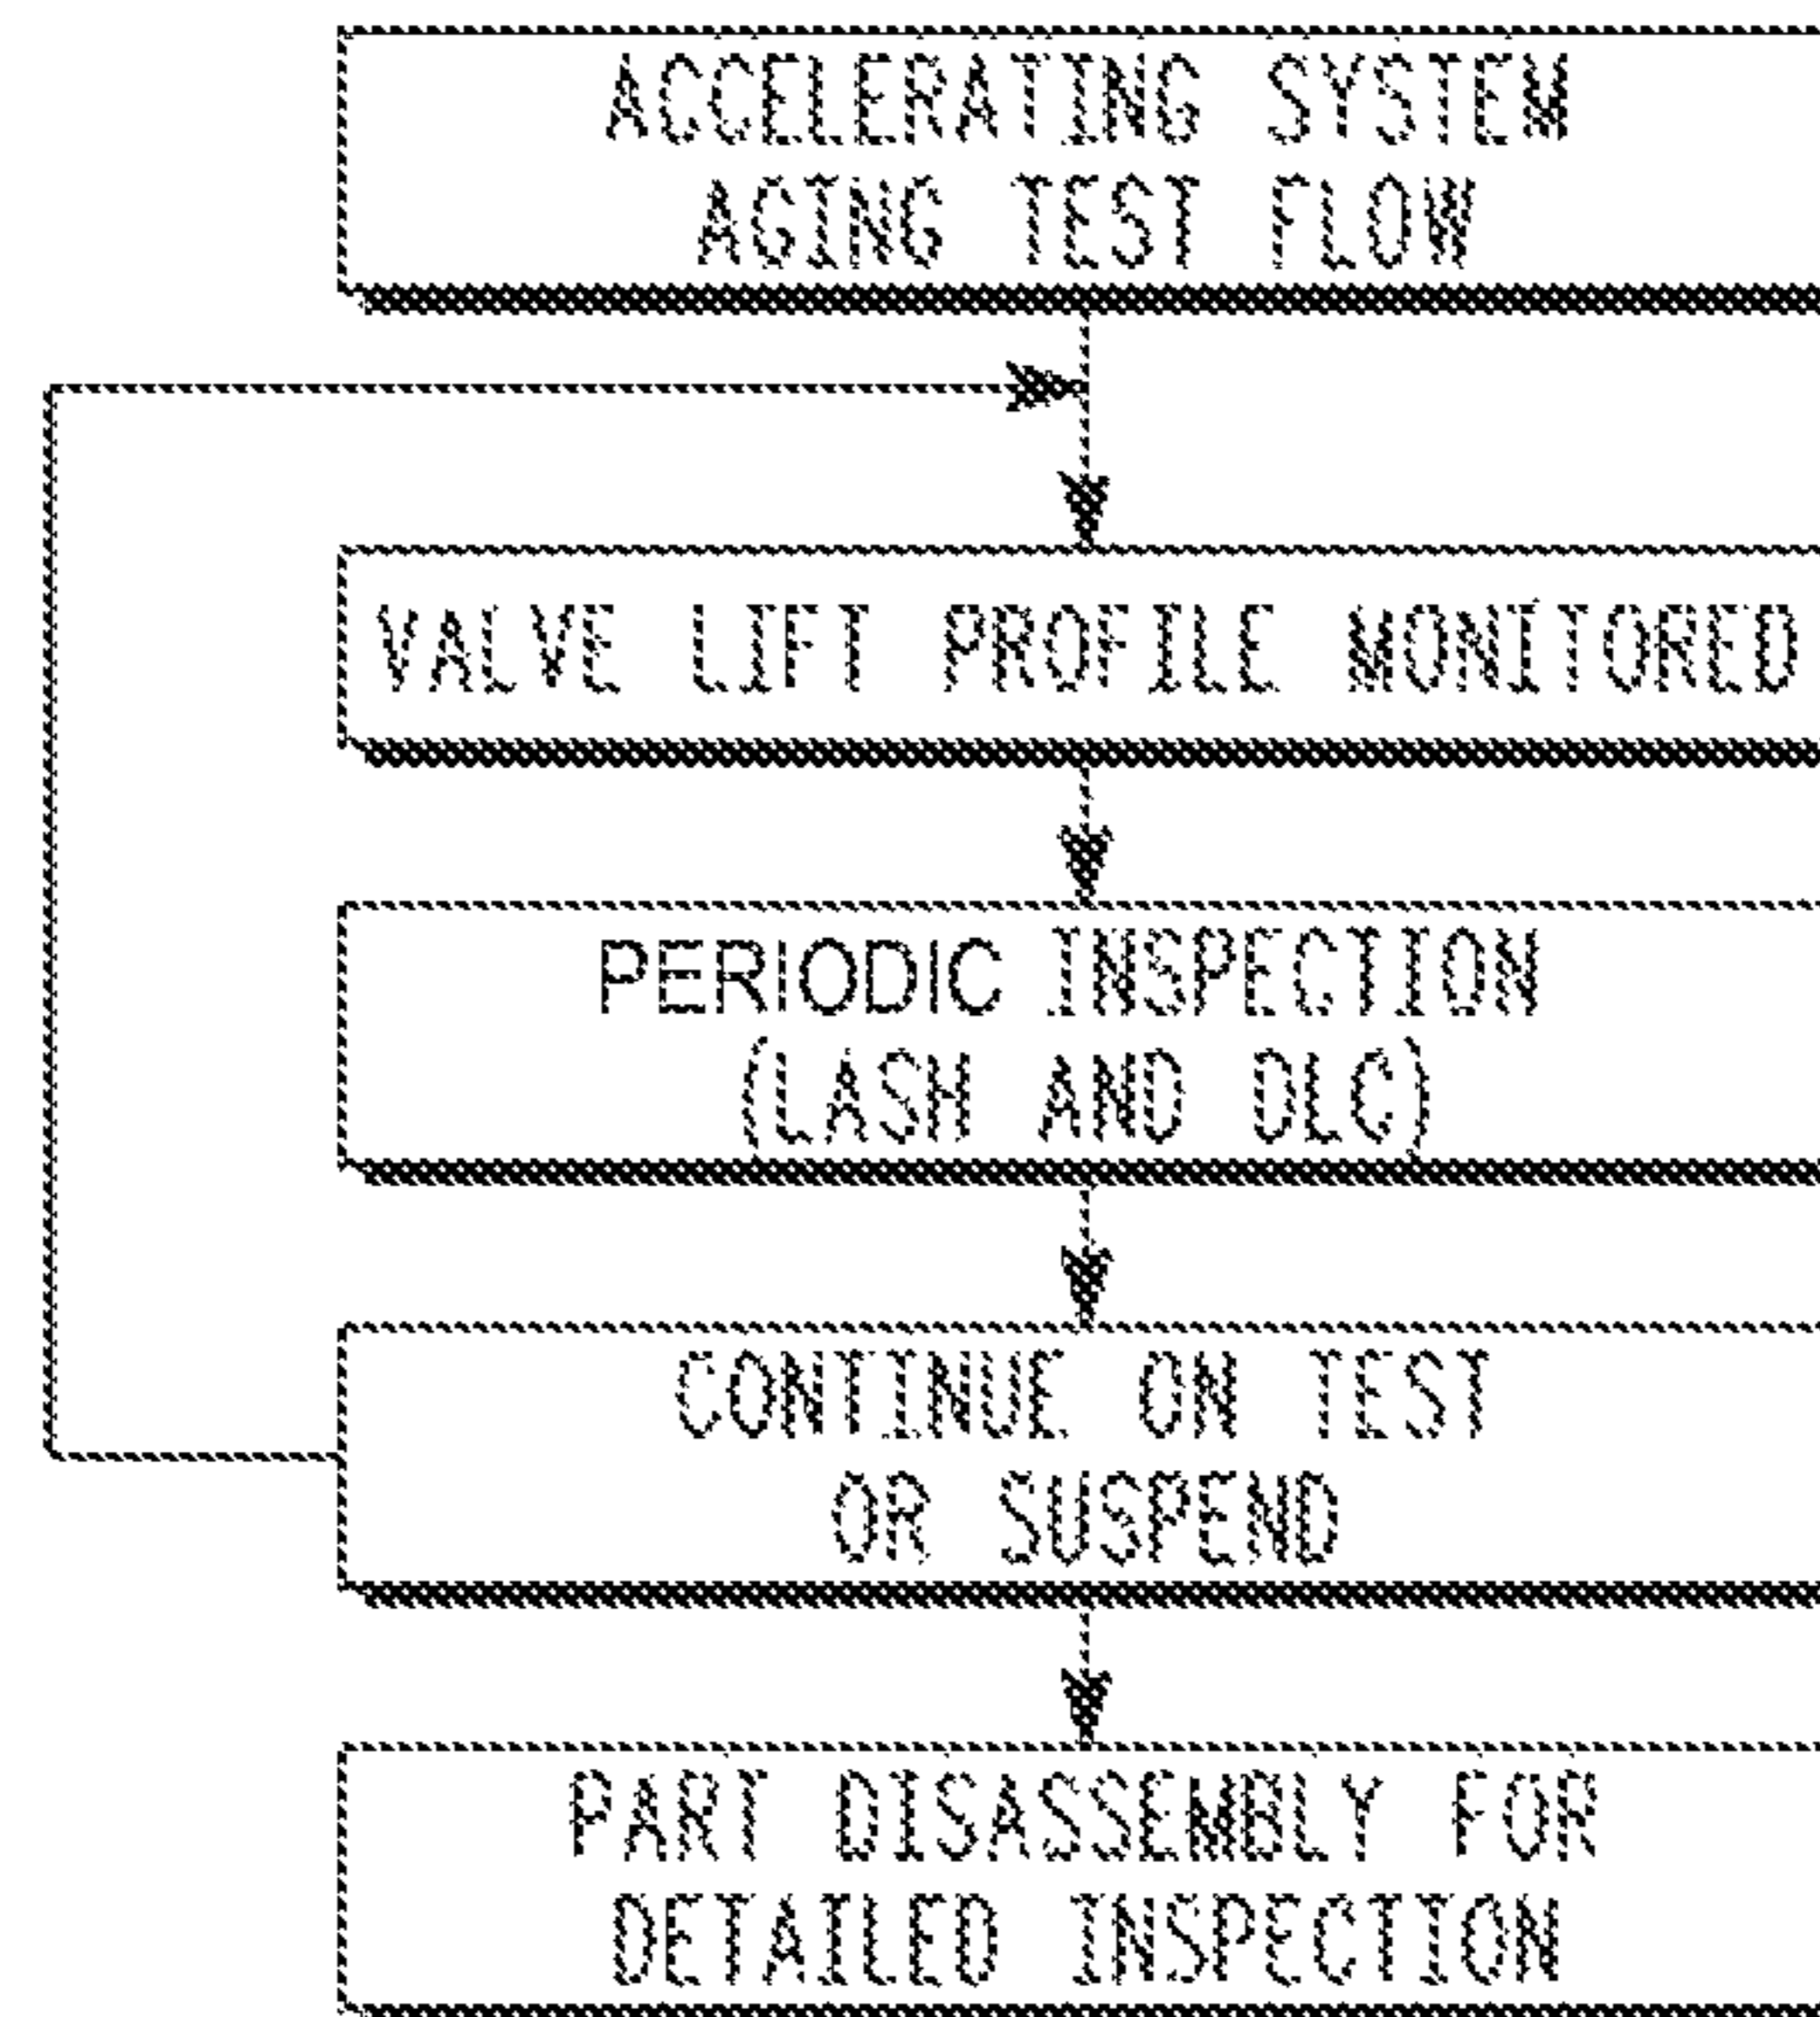 ACCELERATING SYSTEM
AGING TEST FLOW
VALVE LIFT PROFILE MONITORED
PERIODIC INSPECTION
(LASH AND DLC)
CONTINUE ON TEST
OR SUSPEND
PART DISASSEMBLY FOR
DETAILED INSPECTION